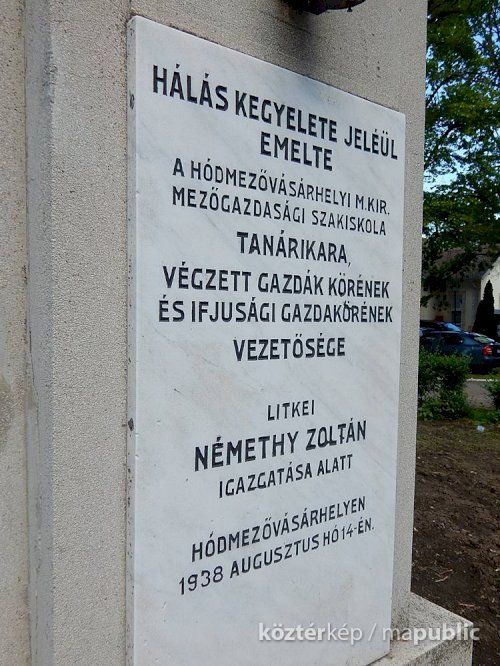 HÁLÁS KEGYELETE JELÉÜL
EMELTE
A HÓDMEZŐVÁSÁRHELYI M.KIR.
MEZŐGAZDASÁGI SZAKISKOLA
TANÁRIKARA,
VÉGZETT GAZDÁK KÖRÉNEK
ÉS IFJUSÁGI GAZDAKÖRÉNEK
VEZETŐSÉGE
LITKEI
NÉMETHY ZOLTÁN
IGAZGATÁSA ALATT
HÓDMEZŐVÁSÁRHELYEN
1938 AUGUSZTUS HÓ 14-ÉN.
köztérkép / mapublic